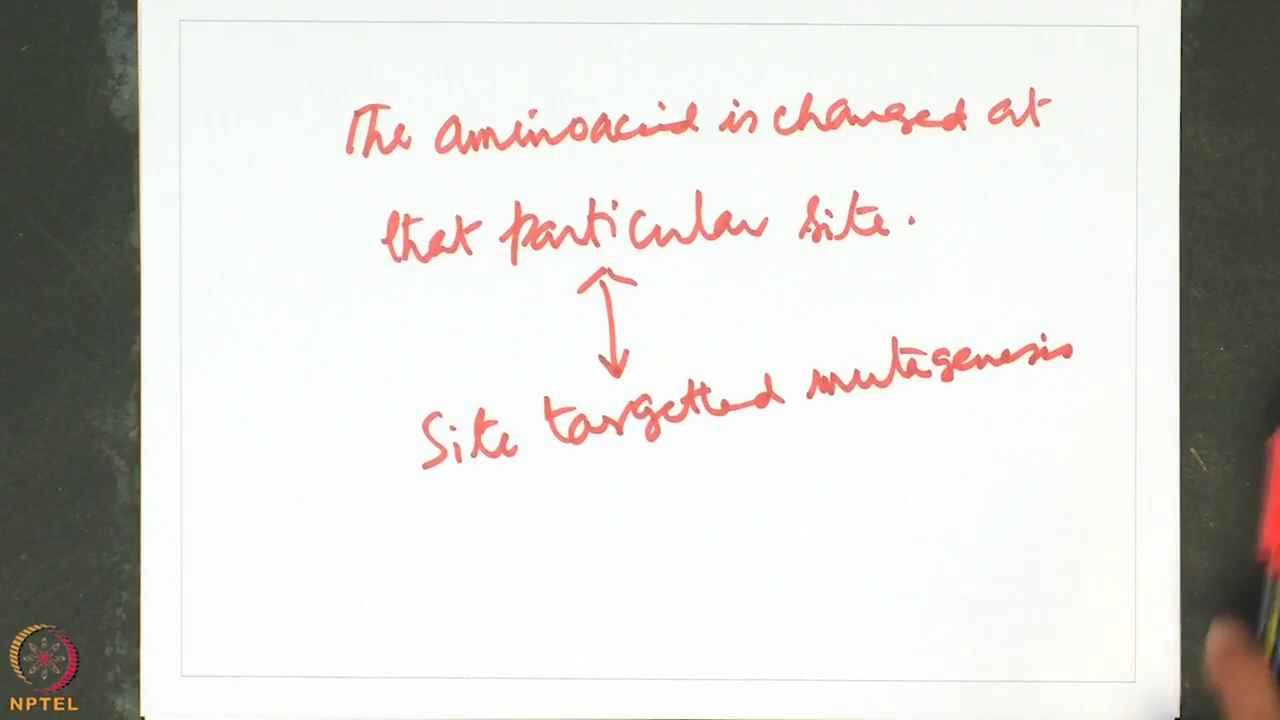 The aminoacid is changed at
that particular site.
Site targetted mutagenesis
NPTEL